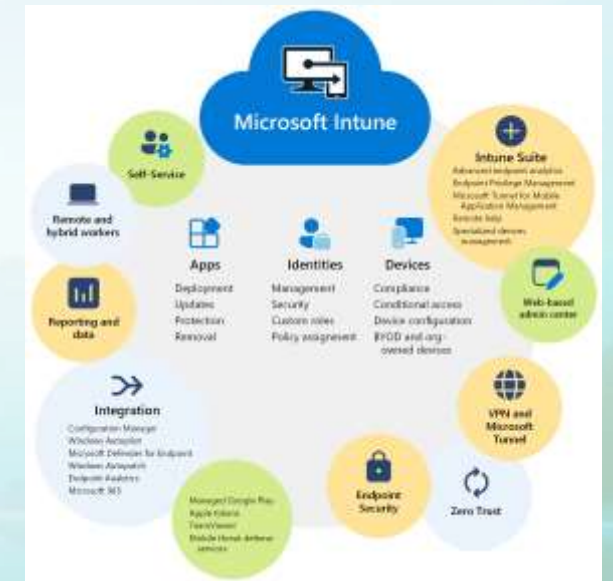 Microsoft Intune
Self-Service
Remote and
hybrid workers
Reporting and
data
Apps
Deployment
Updates
Protection
Removal
Identities
Management
Security
Custom roles
Policy assignment
Devices
Compliance
Conditional access
Device configuration
BYOD and org-
owned devices
Intune Suite
Advanced endpoint analytics
Endpoint Privilege Management
Microsoft Tunnel for Mobile
Application Management
Remote help
Specialized devices
management
Web-based
admin center
VPN and
Microsoft
Tunnel
Integration
Configuration Manager
Windows Autopilot
Microsoft Defender for Endpoint
Windows Autopatch
Endpoint Analytics
Microsoft 365
Managed Google Play
Apple tokens
TeamViewer
Mobile threat defense
services
Endpoint
Security
Zero Trust